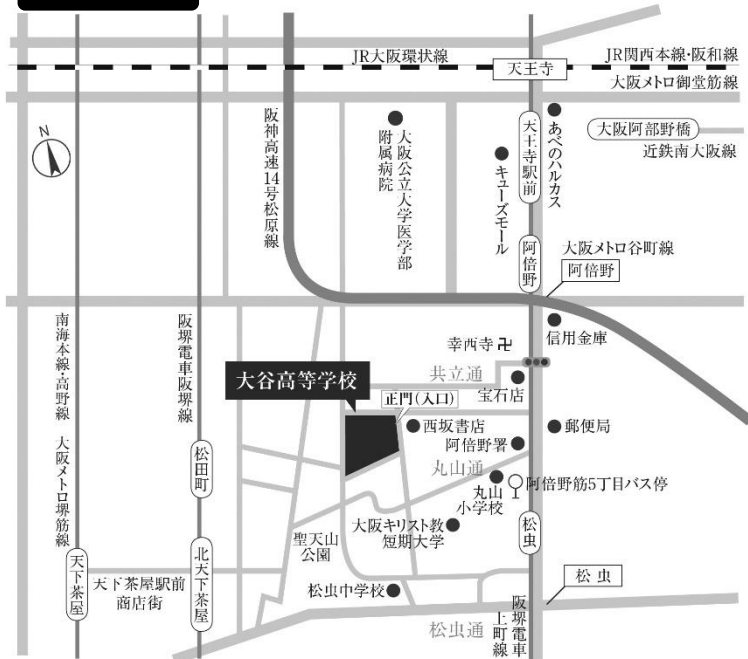 JR大阪環状線
天王寺
JR関西本線・阪和線
大阪メトロ御堂筋線
N
阪神高速14号松原線
大阪公立大学医学部
附属病院
キューズモール
天王寺駅前
あべのハルカス
大阪阿部野橋
近鉄南大阪線
阿倍野
大阪メトロ谷町線
阿倍野
南海本線・高野線 大阪メトロ堺筋線
阪堺電車阪堺線
信用金庫
幸西寺卍
共立通
宝石店
大谷高等学校
正門(入口)
西坂書店
郵便局
阿倍野署
丸山通
松田町
丸山
小学校
阿倍野筋5丁目バス停
大阪キリスト教
短期大学
松虫
聖天山
公園
天下茶屋
天下茶屋駅前
商店街
北天下茶屋
松虫中学校
松虫
松虫通
阪堺電車
上町線